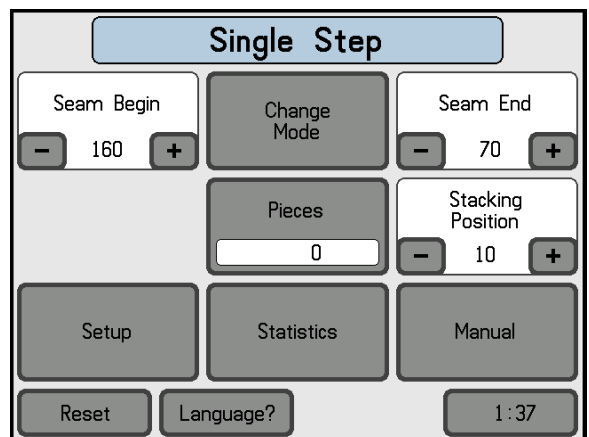 Single Step
Seam Begin
- 160 +
Change
Mode
Seam End
- 70 +
Pieces
0
Stacking
Position
- 10 +
Setup
Statistics
Manual
Reset
Language?
1:37